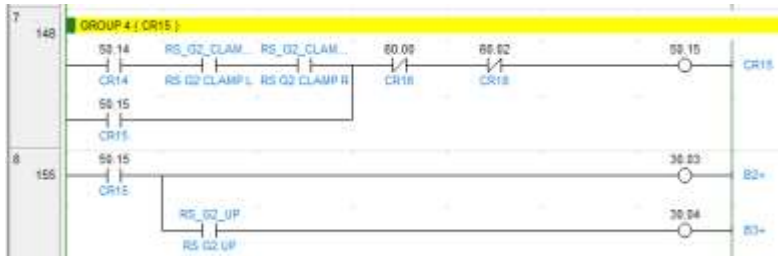 7
148
GROUP 4 ( CR15 )
50.14 RS_G2_CLAM... RS_G2_CLAM... 60.00 60.02 50.15
CR14 RS G2 CLAMP L RS G2 CLAMP R CR16 CR18 CR15
50.15
CR15
8
155
50.15 30.03
CR15 B2+
RS_G2_UP 30.04
RS G2 UP B3+